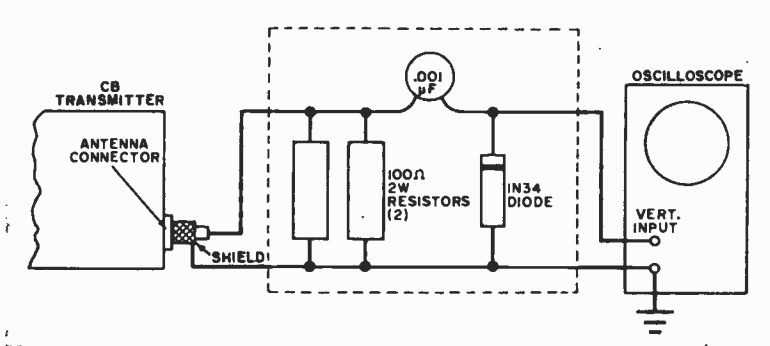 CB
TRANSMITTER
ANTENNA
CONNECTOR
SHIELD
100Ω
2W
RESISTORS
(2)
.001
µF
1N34
DIODE
OSCILLOSCOPE
VERT.
INPUT